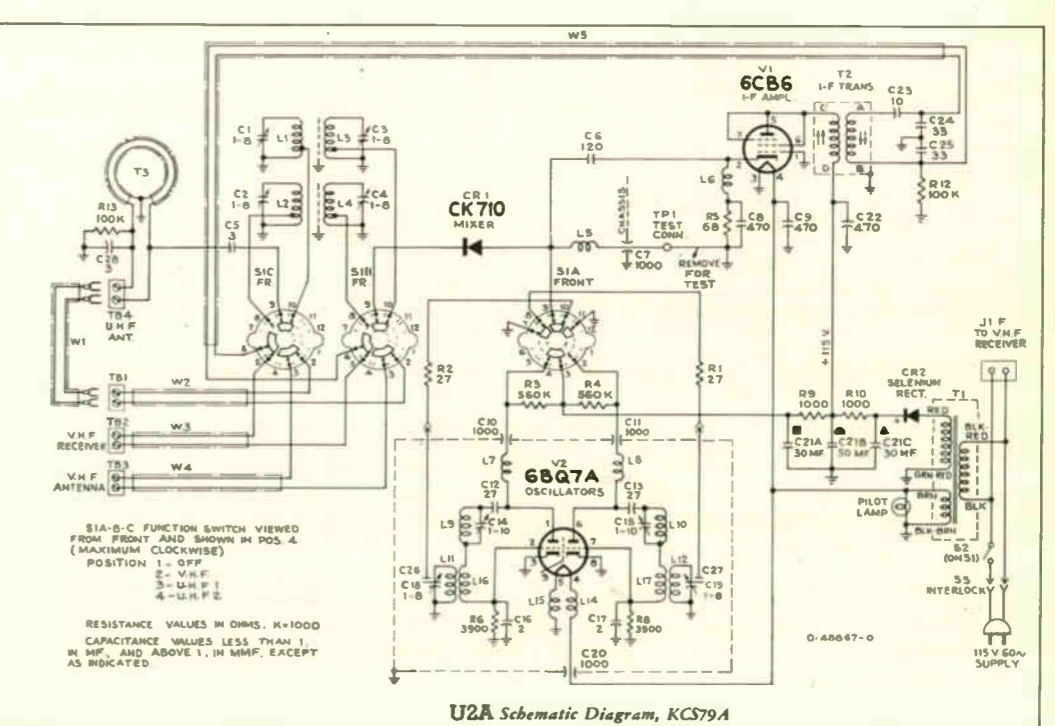 W5
V1
6CB6
I-F AMPL.
T2
I-F TRANS.
C23
10
C24
33
C25
33
R12
100K
C
A
D
B
C1
1-8
L1
L3
C3
1-8
C2
1-8
L2
L4
C4
1-8
T3
R13
100K
C28
3
C5
3
C6
120
CR1
CK710
MIXER
CHASSIS
L5
C7
1000
TP1
TEST
CONN.
REMOVE
FOR
TEST
L6
R5
68
C8
470
C9
470
C22
470
S1C
FR
S1B
FR
S1A
FRONT
TB4
U.H.F
ANT.
W1
TB1
W2
TB2
V.H.F
RECEIVER
W3
TB3
V.H.F
ANTENNA
W4
R2
27
R1
27
R3
560K
R4
560K
+115V.
R9
1000
R10
1000
CR2
SELENIUM
RECT.
J1 F
TO V.H.F
RECEIVER
T1
RED
BLK-RED
GRN-RED
BRN
BLK
BLK-BRN
C21A
30 MF.
C21B
50 MF
C21C
30 MF.
PILOT
LAMP
S2
(ON S1)
S3
INTERLOCK
115 V 60~
SUPPLY
C10
1000
C11
1000
L7
L8
V2
6BQ7A
OSCILLATORS
C12
27
C13
27
L9
C14
1-10
C15
1-10
L10
L11
L16
L12
L17
C26
C18
1-8
C27
C19
1-8
L15
L14
R6
3900
C16
2
C17
2
R8
3900
C20
1000
S1A-B-C FUNCTION SWITCH VIEWED
FROM FRONT AND SHOWN IN POS. 4
(MAXIMUM CLOCKWISE)
POSITION 1- OFF
2- V.H.F.
3- U.H.F 1
4- U.H.F 2
RESISTANCE VALUES IN OHMS. K=1000
CAPACITANCE VALUES LESS THAN 1,
IN MF., AND ABOVE 1, IN MMF. EXCEPT
AS INDICATED.
0-48867-0
U2A Schematic Diagram, KCS79A